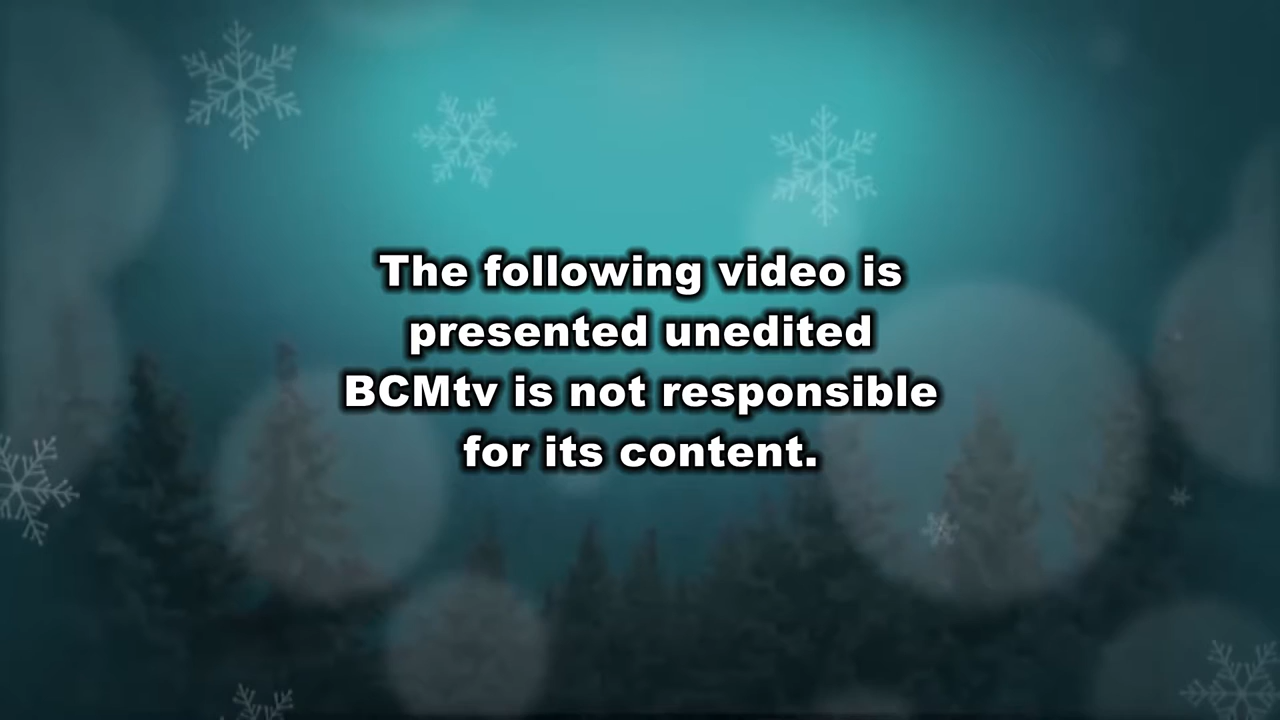 The following video is
presented unedited
BCMtv is not responsible
for its content.